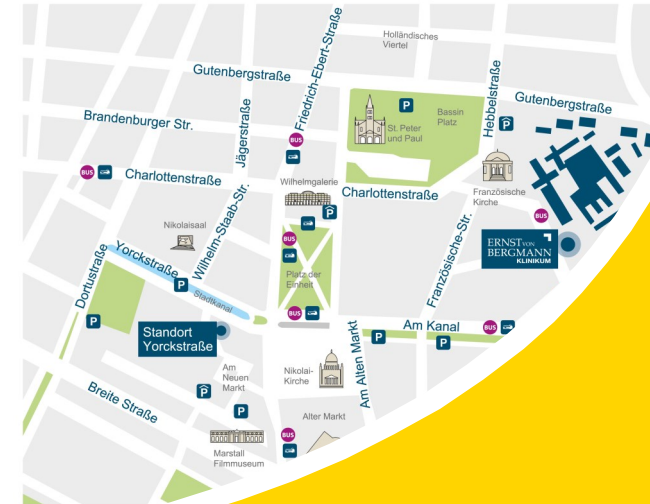 Holländisches
Viertel
Friedrich-Ebert-Straße
Gutenbergstraße
Hebbelstraße
Gutenbergstraße
P
Bassin
Platz
Brandenburger Str.
Jägerstraße
St. Peter
und Paul
P
BUS
BUS
Charlottenstraße
Wilhelmgalerie
Charlottenstraße
Französische
Kirche
Wilhelm-Staab-Str.
P
BUS
Nikolaisaal
Französische-Str.
ERNST VON
BERGMANN
KLINIKUM
BUS
Yorckstraße
Platz der
Einheit
Dortustraße
P
Stadtkanal
BUS
P
Standort
Yorckstraße
Am Kanal
BUS
P
P
Am Alten Markt
Am
Neuen
Markt
Nikolai-
Kirche
P
Breite Straße
P
Alter Markt
BUS
Marstall
Filmmuseum